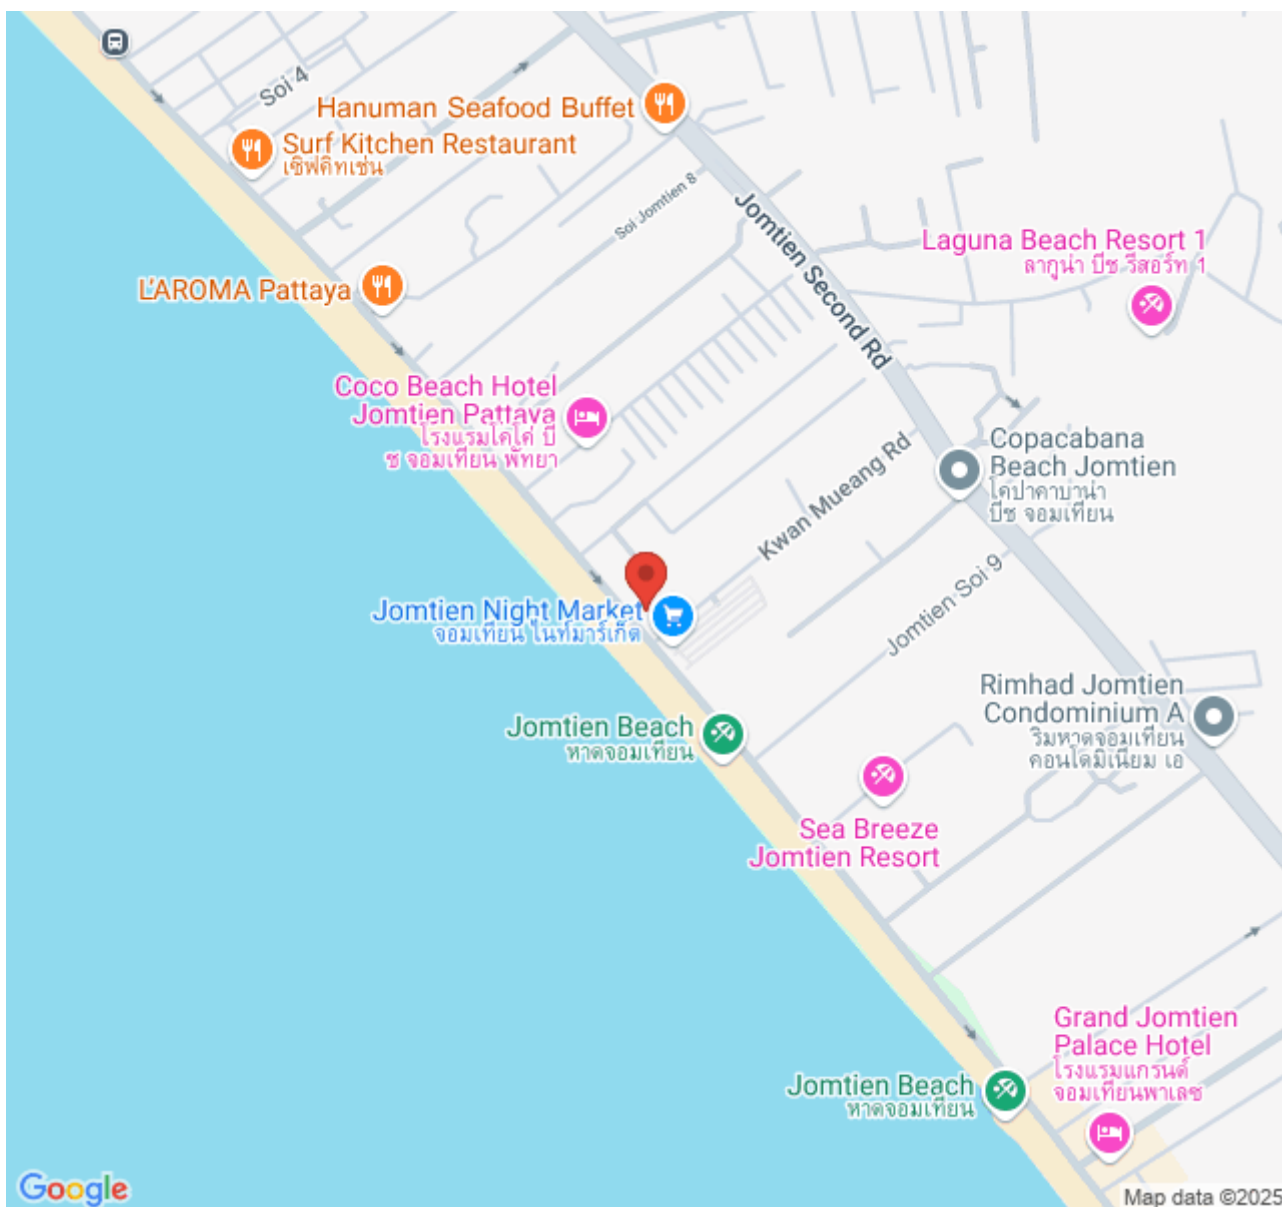 Soi 4
Hanuman Seafood Buffet
Surf Kitchen Restaurant
เซิฟคิทเช่น
Soi Jomtien 8
Jomtien Second Rd
Laguna Beach Resort 1
ลากูน่า บีช รีสอร์ท 1
L'AROMA Pattaya
Coco Beach Hotel
Jomtien Pattaya
โรงแรมโคโค่ บี
ช จอมเทียน พัทยา
Copacabana
Beach Jomtien
โคปาคาบาน่า
บีช จอมเทียน
Kwan Mueang Rd
Jomtien Soi 9
Jomtien Night Market
จอมเทียน ไนท์มาร์เก็ต
Rimhad Jomtien
Condominium A
ริมหาดจอมเทียน
คอนโดมิเนียม เอ
Jomtien Beach
หาดจอมเทียน
Sea Breeze
Jomtien Resort
Grand Jomtien
Palace Hotel
โรงแรมแกรนด์
จอมเทียนพาเลซ
Jomtien Beach
หาดจอมเทียน
Google
Map data ©2025